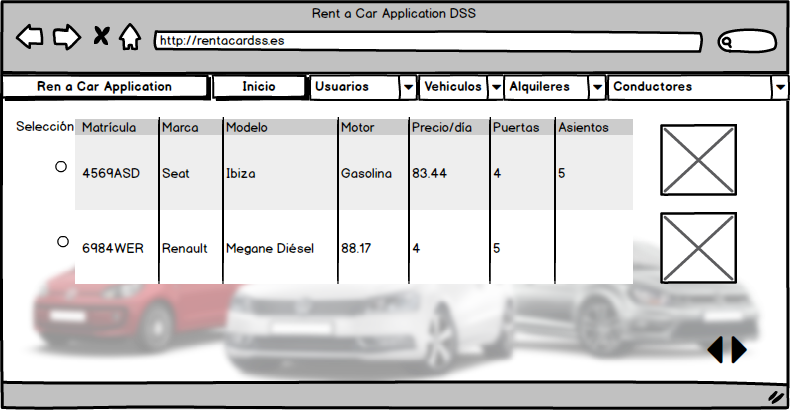 Rent a Car Application DSS
http://rentacardss.es
Ren a Car Application Inicio Usuarios Vehiculos Alquileres Conductores
Selección Matrícula Marca Modelo Motor Precio/día Puertas Asientos
4569ASD Seat Ibiza Gasolina 83.44 4 5
6984WER Renault Megane Diésel 88.17 4 5